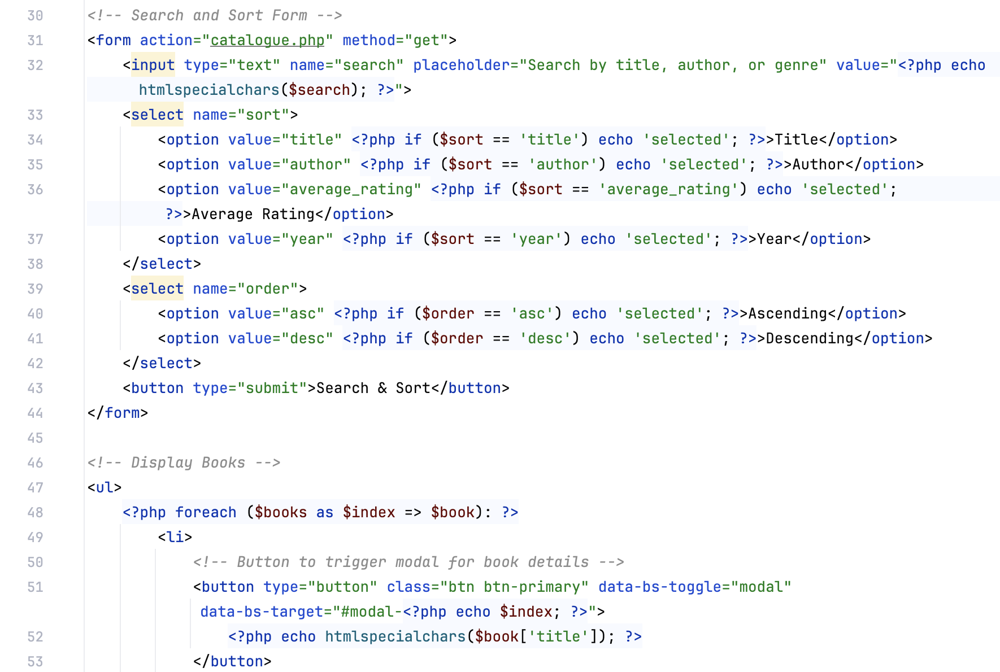 30 <!-- Search and Sort Form -->
31 <form action="catalogue.php" method="get">
32     <input type="text" name="search" placeholder="Search by title, author, or genre" value="<?php echo
      htmlspecialchars($search); ?>">
33     <select name="sort">
34         <option value="title" <?php if ($sort == 'title') echo 'selected'; ?>>Title</option>
35         <option value="author" <?php if ($sort == 'author') echo 'selected'; ?>>Author</option>
36         <option value="average_rating" <?php if ($sort == 'average_rating') echo 'selected';
         ?>>Average Rating</option>
37         <option value="year" <?php if ($sort == 'year') echo 'selected'; ?>>Year</option>
38     </select>
39     <select name="order">
40         <option value="asc" <?php if ($order == 'asc') echo 'selected'; ?>>Ascending</option>
41         <option value="desc" <?php if ($order == 'desc') echo 'selected'; ?>>Descending</option>
42     </select>
43     <button type="submit">Search & Sort</button>
44 </form>
45
46 <!-- Display Books -->
47 <ul>
48     <?php foreach ($books as $index => $book): ?>
49         <li>
50             <!-- Button to trigger modal for book details -->
51             <button type="button" class="btn btn-primary" data-bs-toggle="modal"
             data-bs-target="#modal-<?php echo $index; ?>">
52                 <?php echo htmlspecialchars($book['title']); ?>
53             </button>